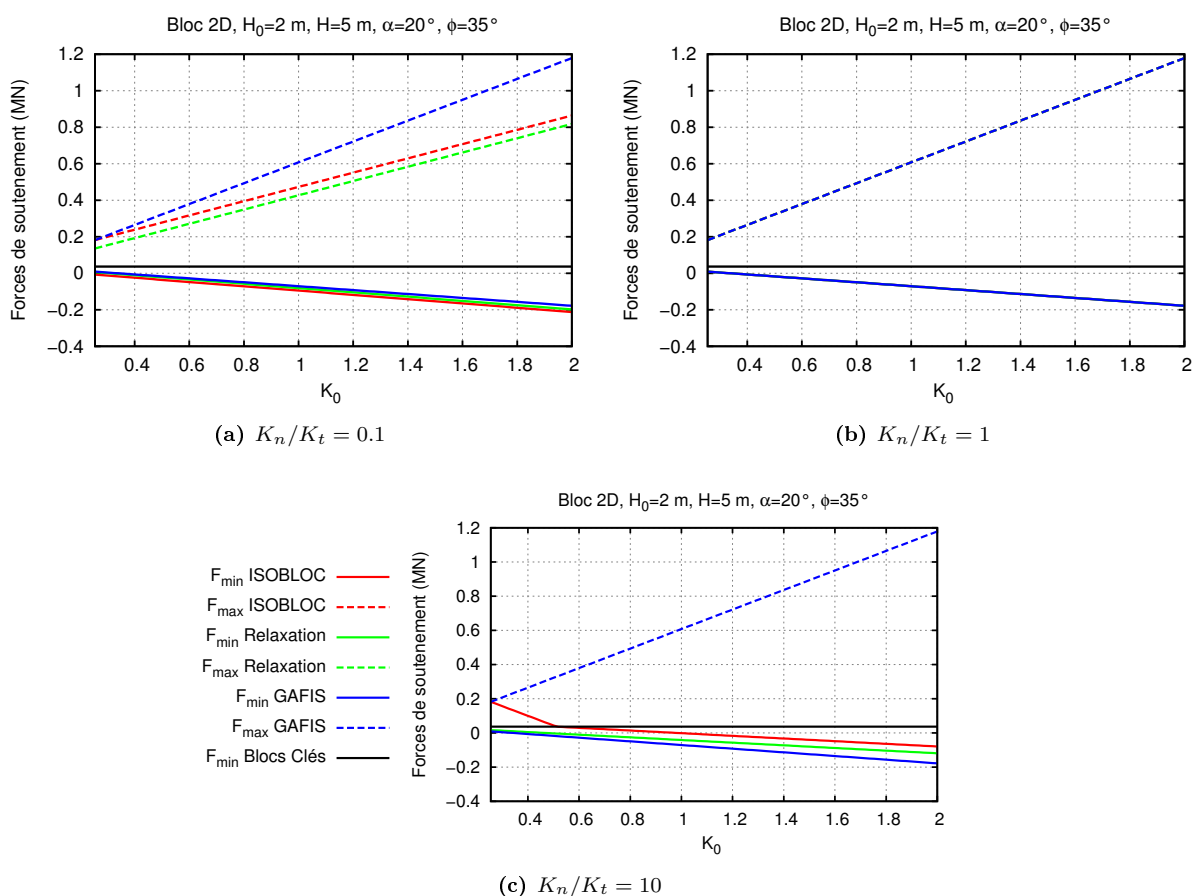 Bloc 2D, H0=2 m, H=5 m, α=20°, ϕ=35°
Forces de soutenement (MN)
1.2
1
0.8
0.6
0.4
0.2
0
−0.2
−0.4
0.4 0.6 0.8 1 1.2 1.4 1.6 1.8 2
K0
(a) Kn/Kt = 0.1
Bloc 2D, H0=2 m, H=5 m, α=20°, ϕ=35°
Forces de soutenement (MN)
1.2
1
0.8
0.6
0.4
0.2
0
−0.2
−0.4
0.4 0.6 0.8 1 1.2 1.4 1.6 1.8 2
K0
(b) Kn/Kt = 1
Fmin ISOBLOC
Fmax ISOBLOC
Fmin Relaxation
Fmax Relaxation
Fmin GAFIS
Fmax GAFIS
Fmin Blocs Clés
Bloc 2D, H0=2 m, H=5 m, α=20°, ϕ=35°
Forces de soutenement (MN)
1.2
1
0.8
0.6
0.4
0.2
0
−0.2
−0.4
0.4 0.6 0.8 1 1.2 1.4 1.6 1.8 2
K0
(c) Kn/Kt = 10